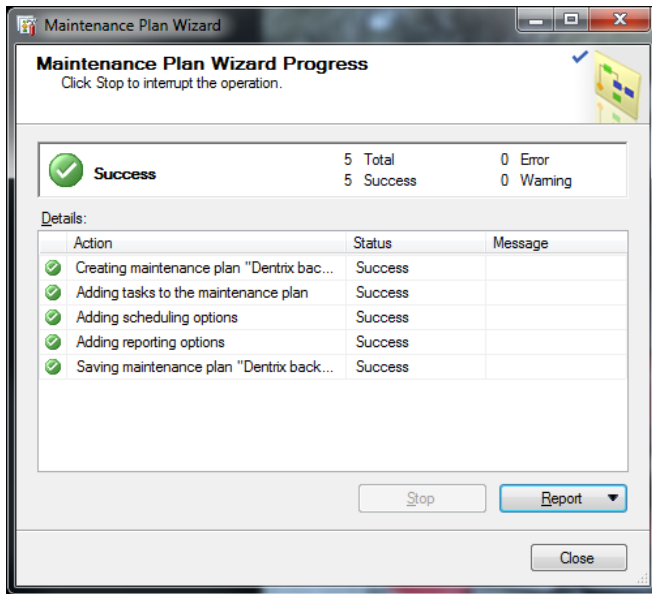 Maintenance Plan Wizard
Maintenance Plan Wizard Progress
Click Stop to interrupt the operation.
Success
5 Total
0 Error
5 Success
0 Warning
Details:
Action Status Message
Creating maintenance plan "Dentrix bac... Success
Adding tasks to the maintenance plan Success
Adding scheduling options Success
Adding reporting options Success
Saving maintenance plan "Dentrix back... Success
Stop
Report
Close